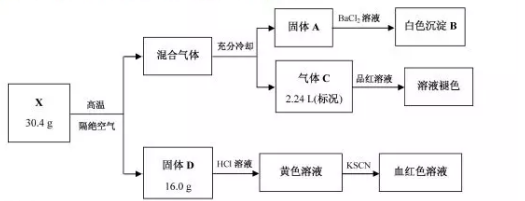 固体 A
BaCl₂ 溶液
白色沉淀 B
充分冷却
混合气体
气体 C
2.24 L(标况)
品红溶液
溶液褪色
X
30.4 g
高温
隔绝空气
固体 D
16.0 g
HCl 溶液
黄色溶液
KSCN
血红色溶液